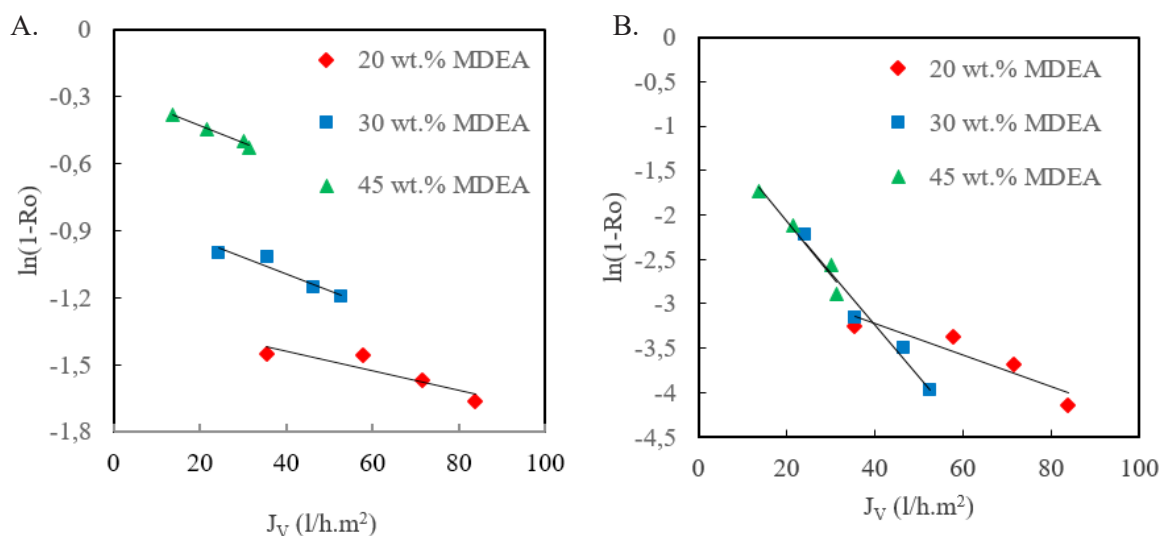 A.
0
-0,3
-0,6
-0,9
-1,2
-1,5
-1,8
ln(1-Ro)
20 wt.% MDEA
30 wt.% MDEA
45 wt.% MDEA
0 20 40 60 80 100
J_V (l/h.m²)
B.
0
-0,5
-1
-1,5
-2
-2,5
-3
-3,5
-4
-4,5
ln(1-Ro)
20 wt.% MDEA
30 wt.% MDEA
45 wt.% MDEA
0 20 40 60 80 100
J_V (l/h.m²)